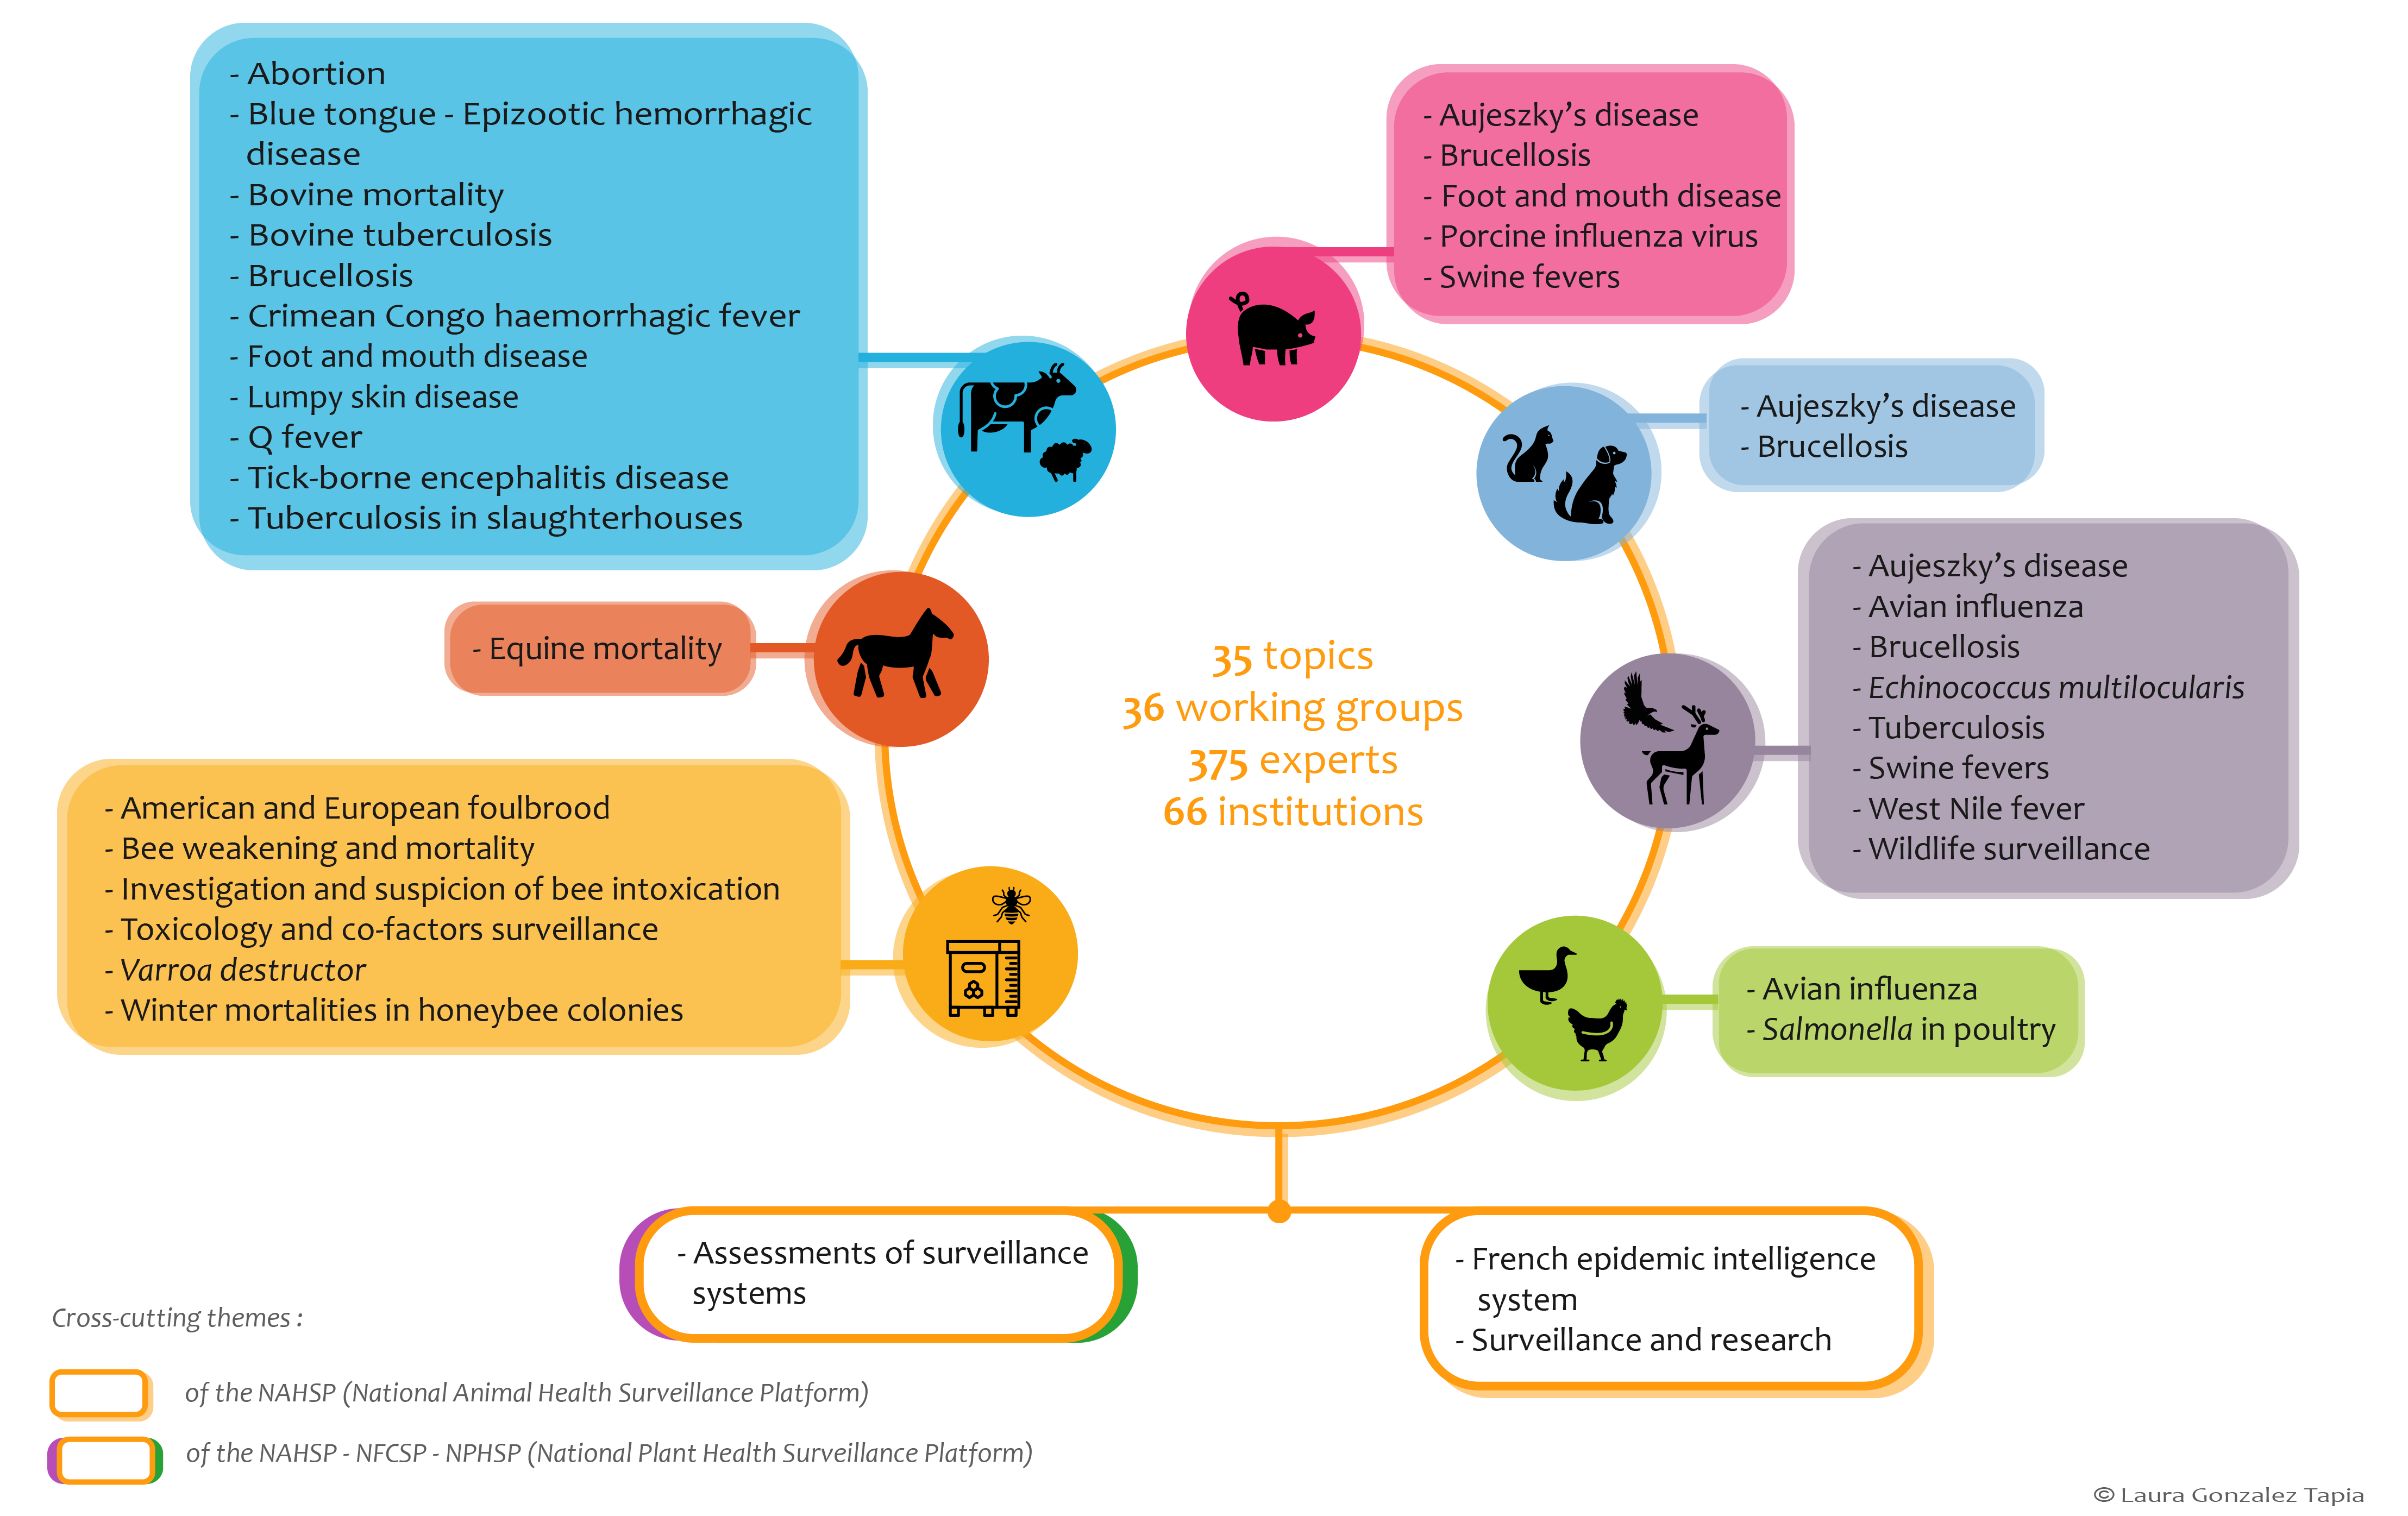 - Abortion
- Blue tongue - Epizootic hemorrhagic
disease
- Bovine mortality
- Bovine tuberculosis
- Brucellosis
- Crimean Congo haemorrhagic fever
- Foot and mouth disease
- Lumpy skin disease
- Q fever
- Tick-borne encephalitis disease
- Tuberculosis in slaughterhouses
- Aujeszky’s disease
- Brucellosis
- Foot and mouth disease
- Porcine influenza virus
- Swine fevers
- Aujeszky’s disease
- Brucellosis
- Aujeszky’s disease
- Avian influenza
- Brucellosis
- Echinococcus multilocularis
- Tuberculosis
- Swine fevers
- West Nile fever
- Wildlife surveillance
- Equine mortality
35 topics
36 working groups
375 experts
66 institutions
- American and European foulbrood
- Bee weakening and mortality
- Investigation and suspicion of bee intoxication
- Toxicology and co-factors surveillance
- Varroa destructor
- Winter mortalities in honeybee colonies
- Avian influenza
- Salmonella in poultry
- Assessments of surveillance
systems
- French epidemic intelligence
system
- Surveillance and research
Cross-cutting themes :
of the NAHSP (National Animal Health Surveillance Platform)
of the NAHSP - NFCSP - NPHSP (National Plant Health Surveillance Platform)
© Laura Gonzalez Tapia